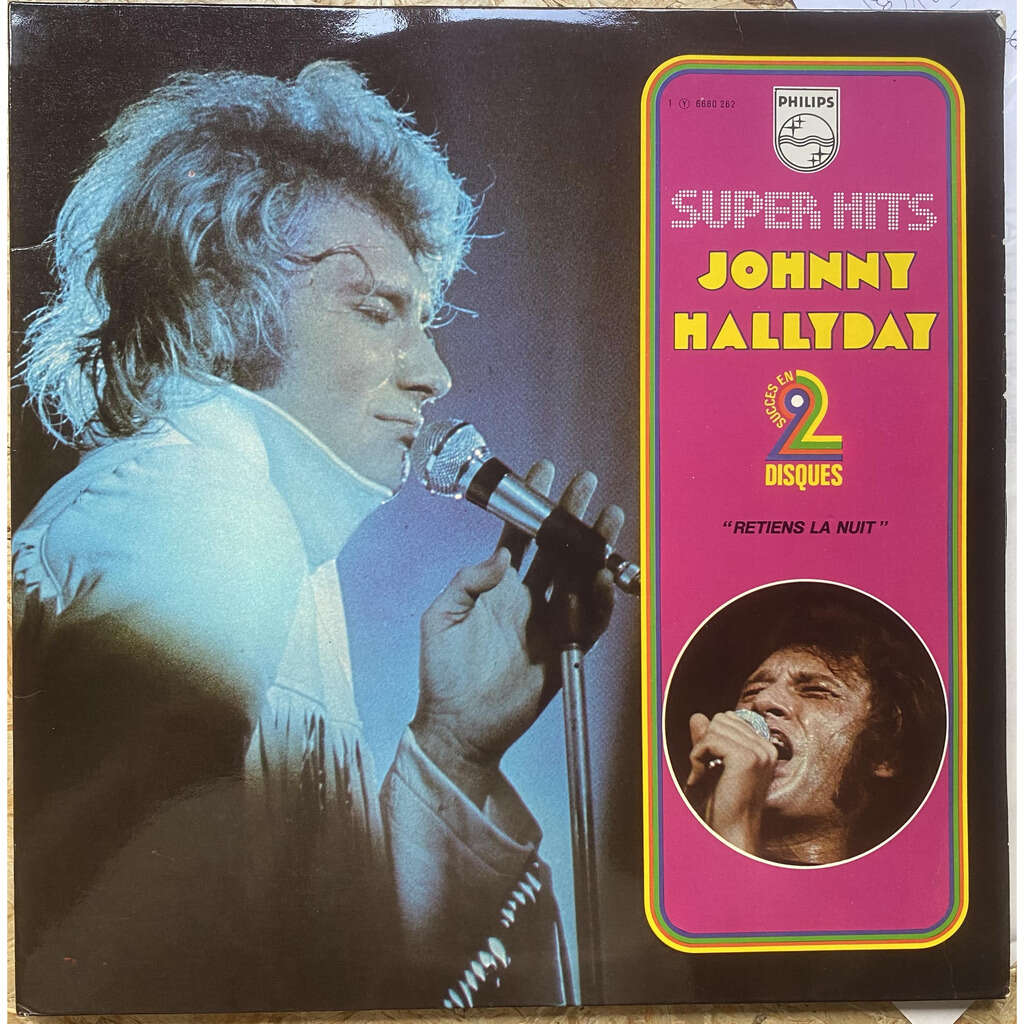 1 Ⓨ 6680 262
PHILIPS
SUPER HITS
JOHNNY
HALLYDAY
SUCCES EN
2
DISQUES
"RETIENS LA NUIT"